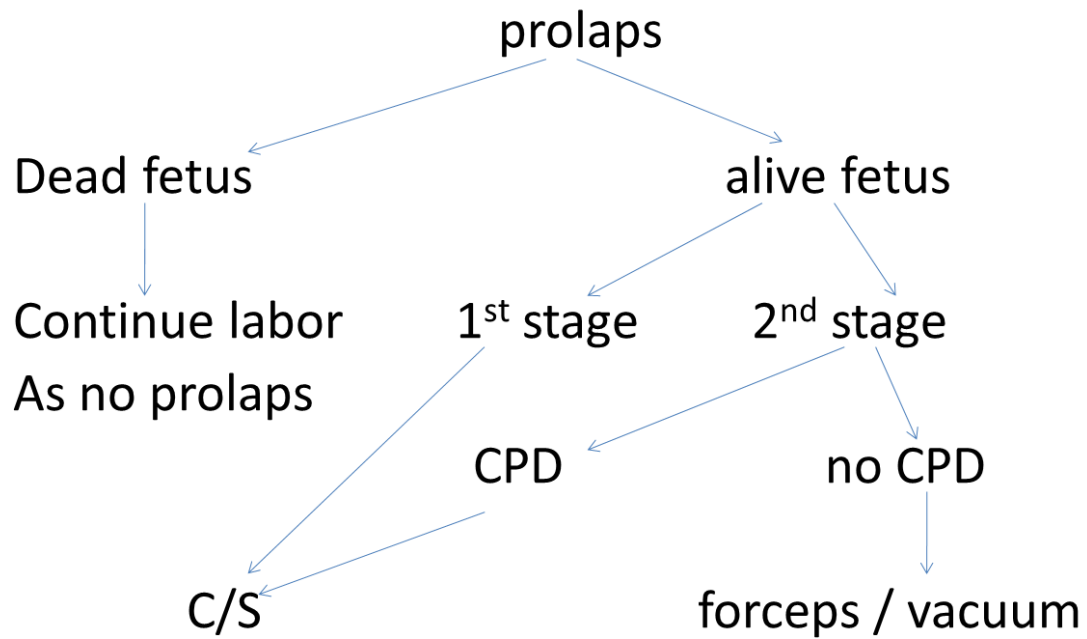 prolaps
Dead fetus
alive fetus
Continue labor
As no prolaps
1st stage
2nd stage
CPD
no CPD
C/S
forceps / vacuum